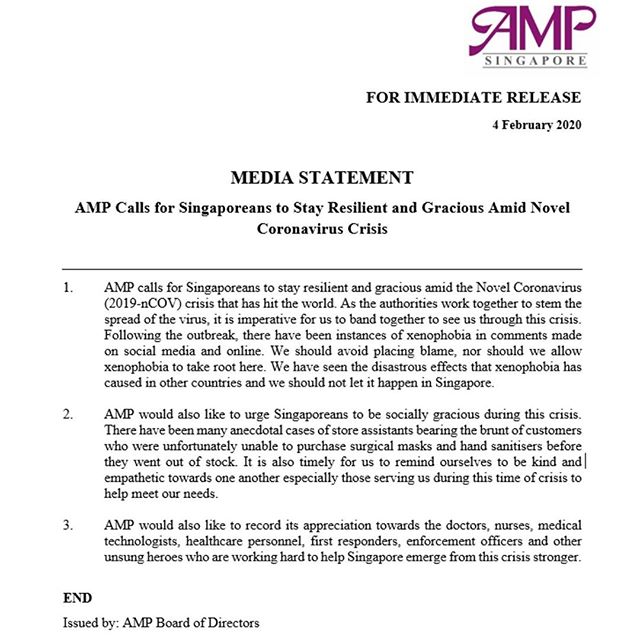 AMP
SINGAPORE
FOR IMMEDIATE RELEASE
4 February 2020
MEDIA STATEMENT
AMP Calls for Singaporeans to Stay Resilient and Gracious Amid Novel
Coronavirus Crisis
1. AMP calls for Singaporeans to stay resilient and gracious amid the Novel Coronavirus
(2019-nCOV) crisis that has hit the world. As the authorities work together to stem the
spread of the virus, it is imperative for us to band together to see us through this crisis.
Following the outbreak, there have been instances of xenophobia in comments made
on social media and online. We should avoid placing blame, nor should we allow
xenophobia to take root here. We have seen the disastrous effects that xenophobia has
caused in other countries and we should not let it happen in Singapore.
2. AMP would also like to urge Singaporeans to be socially gracious during this crisis.
There have been many anecdotal cases of store assistants bearing the brunt of customers
who were unfortunately unable to purchase surgical masks and hand sanitisers before
they went out of stock. It is also timely for us to remind ourselves to be kind and
empathetic towards one another especially those serving us during this time of crisis to
help meet our needs.
3. AMP would also like to record its appreciation towards the doctors, nurses, medical
technologists, healthcare personnel, first responders, enforcement officers and other
unsung heroes who are working hard to help Singapore emerge from this crisis stronger.
END
Issued by: AMP Board of Directors